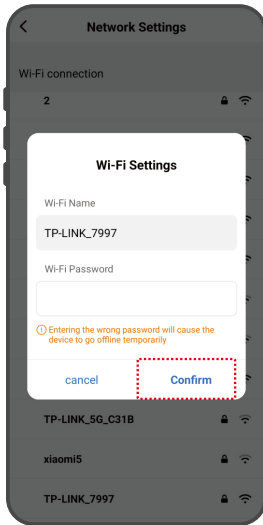 Network Settings
Wi-Fi connection
2
Wi-Fi Settings
Wi-Fi Name
TP-LINK_7997
Wi-Fi Password
Entering the wrong password will cause the
device to go offline temporarily
cancel Confirm
TP-LINK_5G_C31B
xiaomi5
TP-LINK_7997